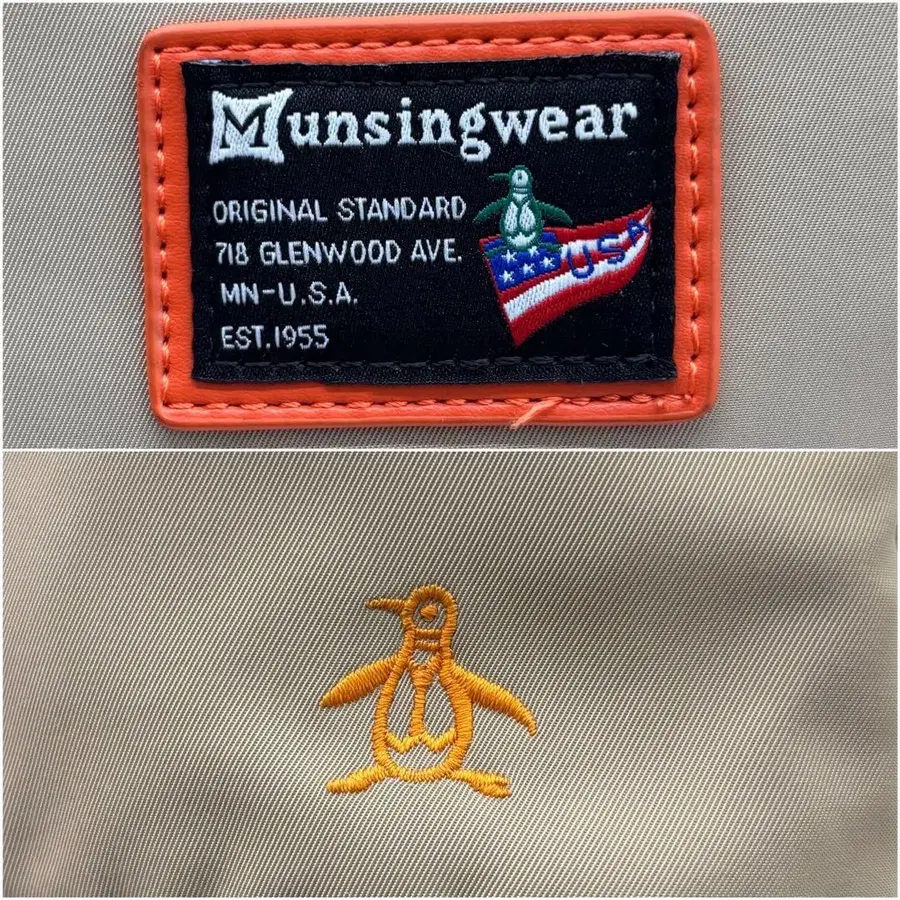 Munsingwear
ORIGINAL STANDARD
718 GLENWOOD AVE.
MN-U.S.A.
EST.1955
USA